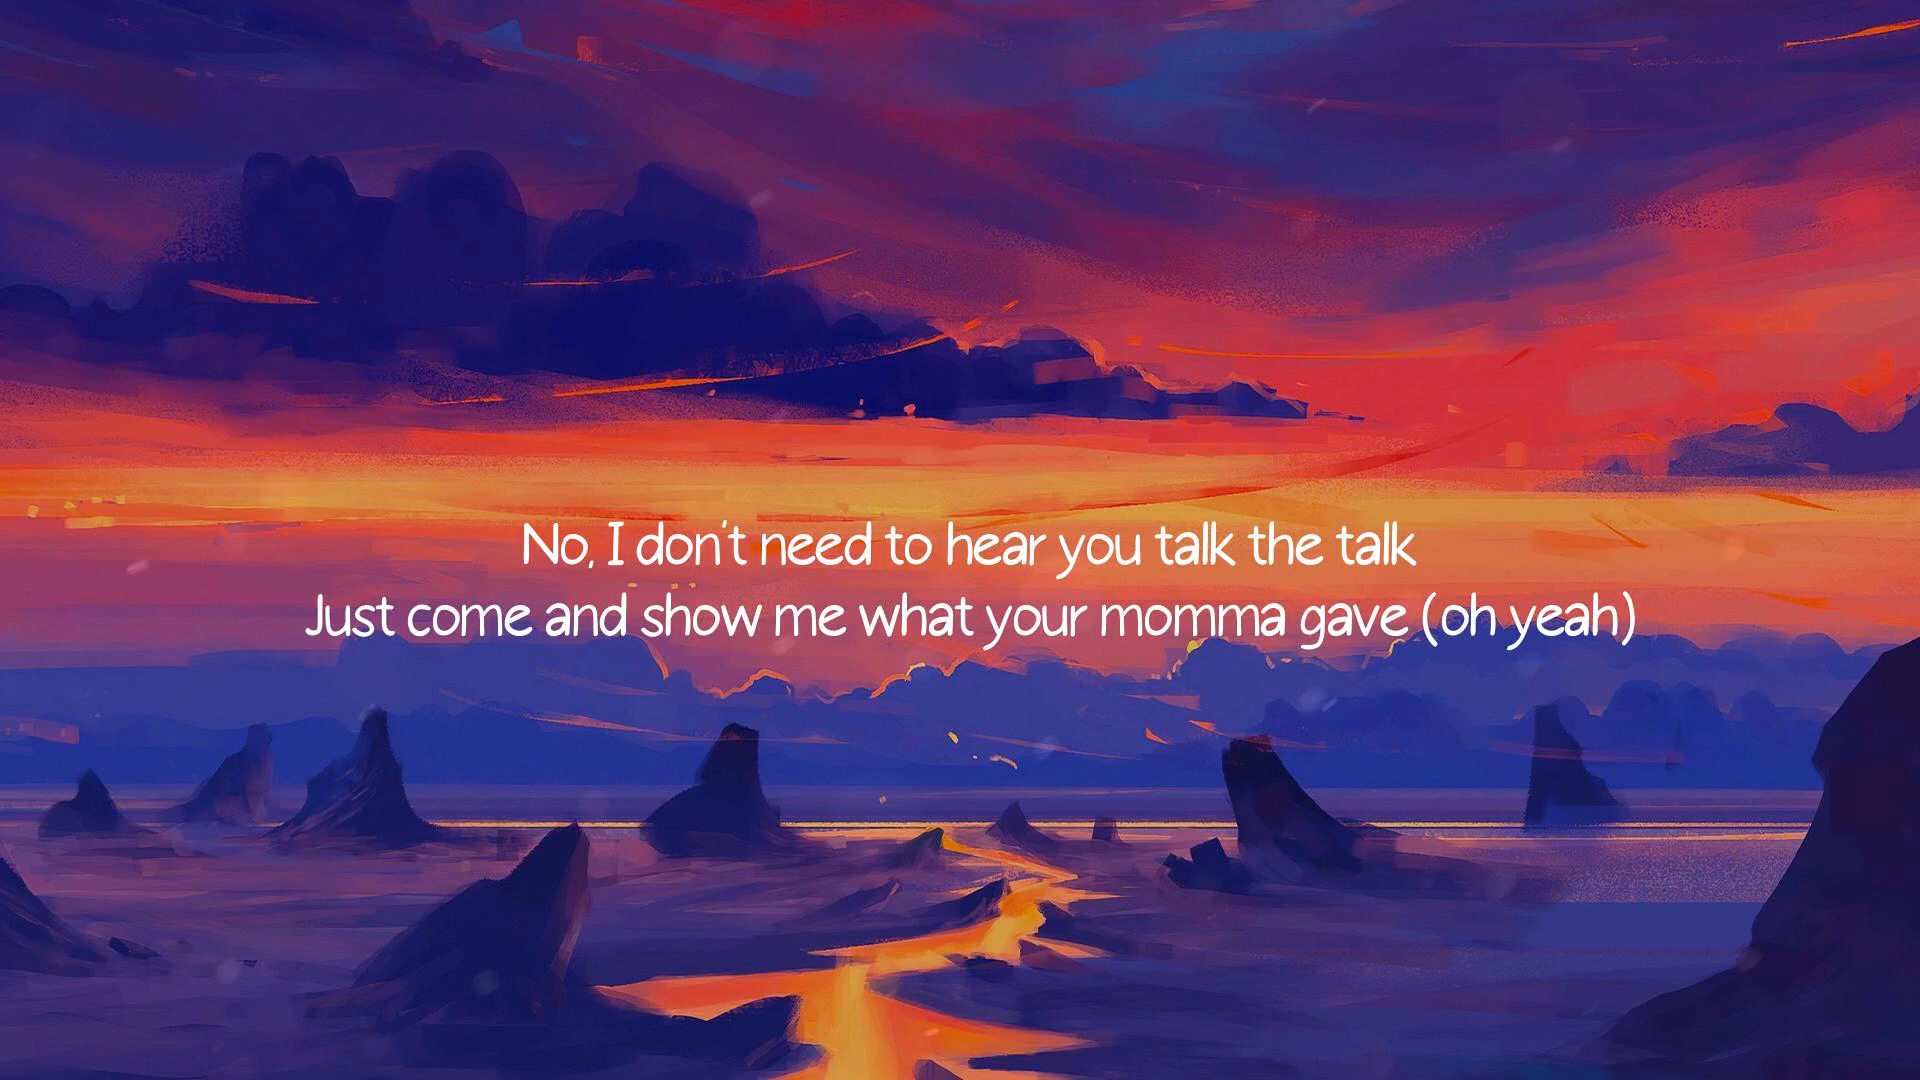 No, I don't need to hear you talk the talk
Just come and show me what your momma gave (oh yeah)